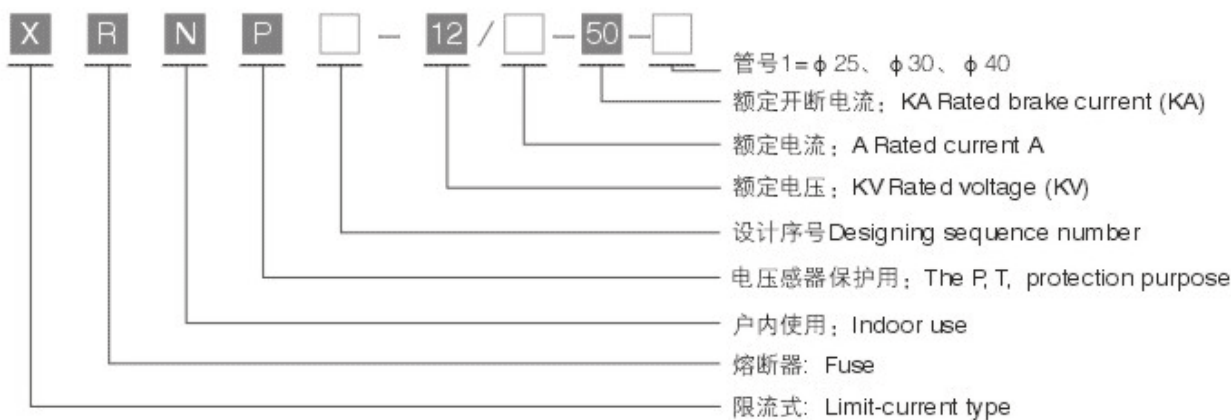 X R N P □ - 12 / □ - 50 - □
管号1=ϕ25、ϕ30、ϕ40
额定开断电流；KA Rated brake current (KA)
额定电流；A Rated current A
额定电压；KV Rated voltage (KV)
设计序号Designing sequence number
电压感器保护用；The P, T, protection purpose
户内使用；Indoor use
熔断器: Fuse
限流式: Limit-current type